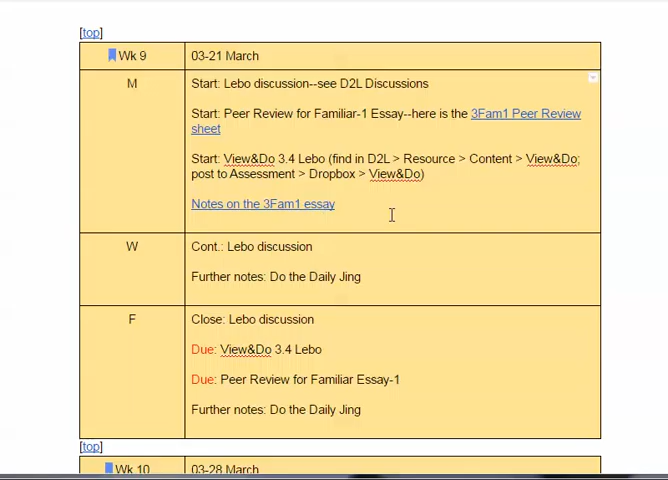 [top]
Wk 9 03-21 March
M Start: Lebo discussion--see D2L Discussions
Start: Peer Review for Familiar-1 Essay--here is the 3Fam1 Peer Review
sheet
Start: View&Do 3.4 Lebo (find in D2L > Resource > Content > View&Do;
post to Assessment > Dropbox > View&Do)
Notes on the 3Fam1 essay
W Cont.: Lebo discussion
Further notes: Do the Daily Jing
F Close: Lebo discussion
Due: View&Do 3.4 Lebo
Due: Peer Review for Familiar Essay-1
Further notes: Do the Daily Jing
[top]
Wk 10 03-28 March